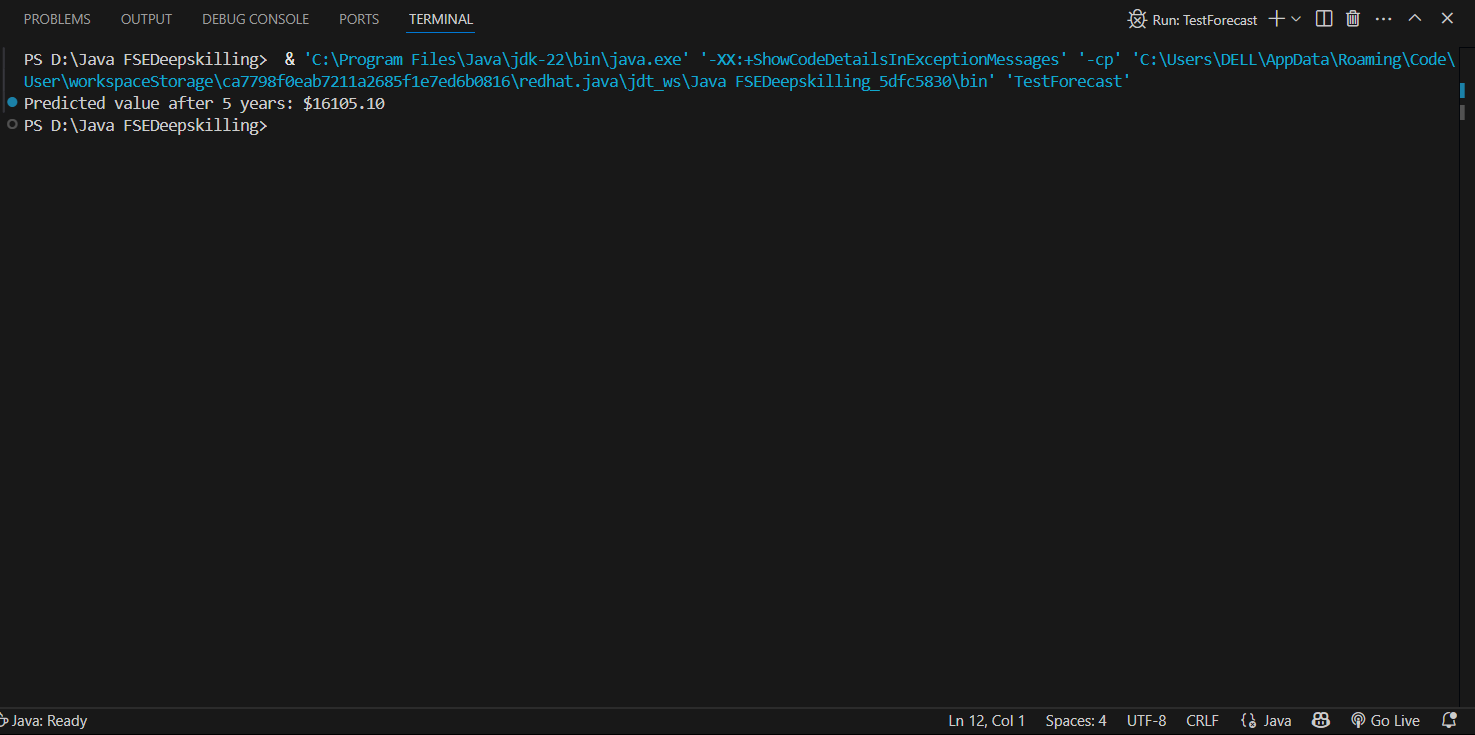 PROBLEMS OUTPUT DEBUG CONSOLE PORTS TERMINAL Run: TestForecast
PS D:\Java FSEDeepskilling>  & 'C:\Program Files\Java\jdk-22\bin\java.exe' '-XX:+ShowCodeDetailsInExceptionMessages' '-cp' 'C:\Users\DELL\AppData\Roaming\Code\
User\workspaceStorage\ca7798f0eab7211a2685f1e7ed6b0816\redhat.java\jdt_ws\Java FSEDeepskilling_5dfc5830\bin' 'TestForecast'
Predicted value after 5 years: $16105.10
PS D:\Java FSEDeepskilling>
Java: Ready Ln 12, Col 1 Spaces: 4 UTF-8 CRLF Java Go Live